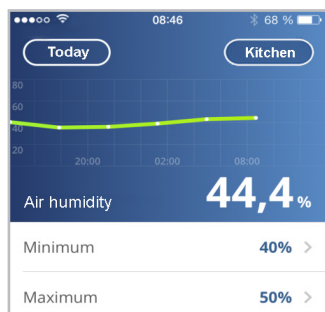 08:46 68 %
Today Kitchen
80
60
40
20
20:00 02:00 08:00
Air humidity 44,4 %
Minimum 40%
Maximum 50%